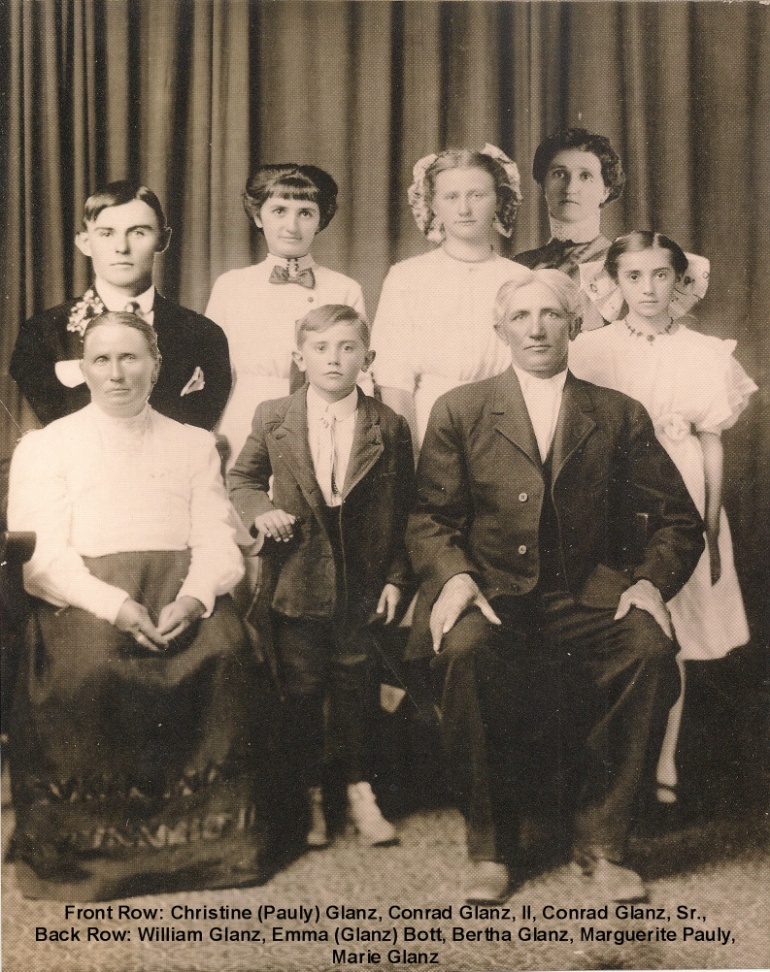 Front Row: Christine (Pauly) Glanz, Conrad Glanz, II, Conrad Glanz, Sr.,
Back Row: William Glanz, Emma (Glanz) Bott, Bertha Glanz, Marguerite Pauly,
Marie Glanz